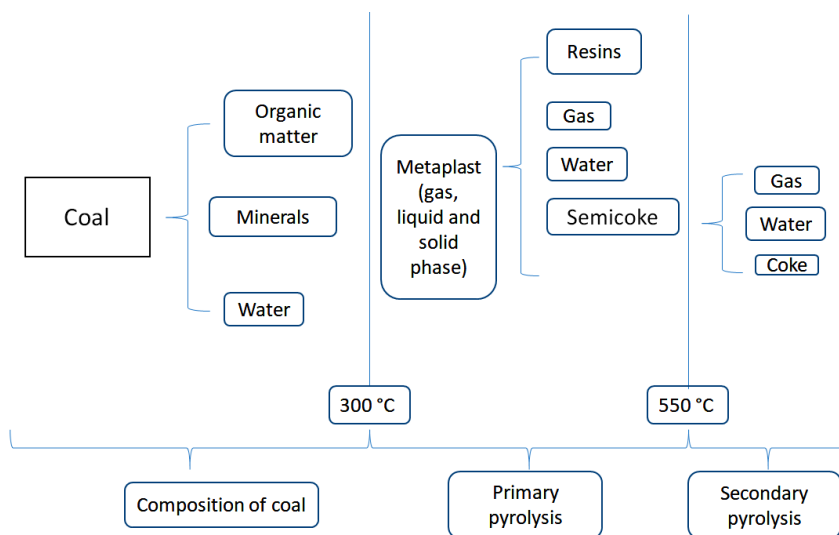 Coal
Organic
matter
Minerals
Water
Metaplast
(gas,
liquid and
solid
phase)
Resins
Gas
Water
Semicoke
Gas
Water
Coke
300 °C
550 °C
Composition of coal
Primary
pyrolysis
Secondary
pyrolysis